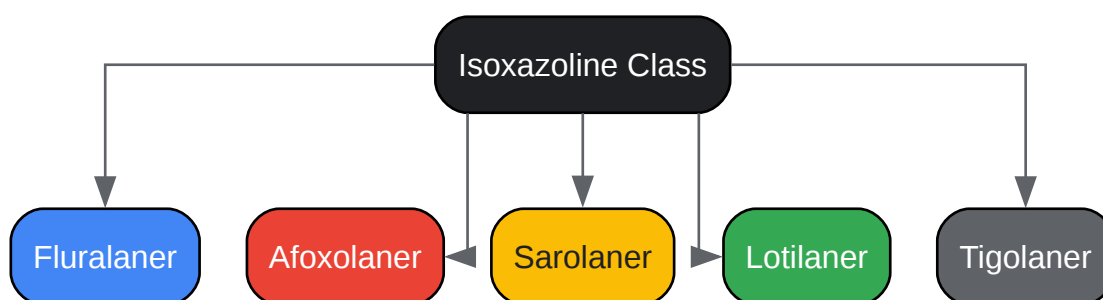 Isoxazoline Class
Fluralaner
Afoxolaner
Sarolaner
Lotilaner
Tigolaner